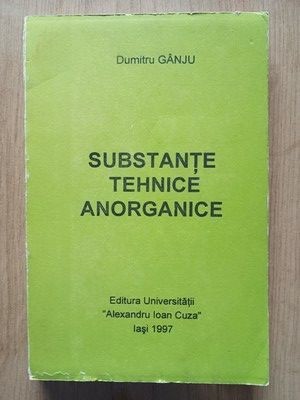 Dumitru GÂNJU
SUBSTANȚE
TEHNICE
ANORGANICE
Editura Universității
"Alexandru Ioan Cuza"
Iași 1997